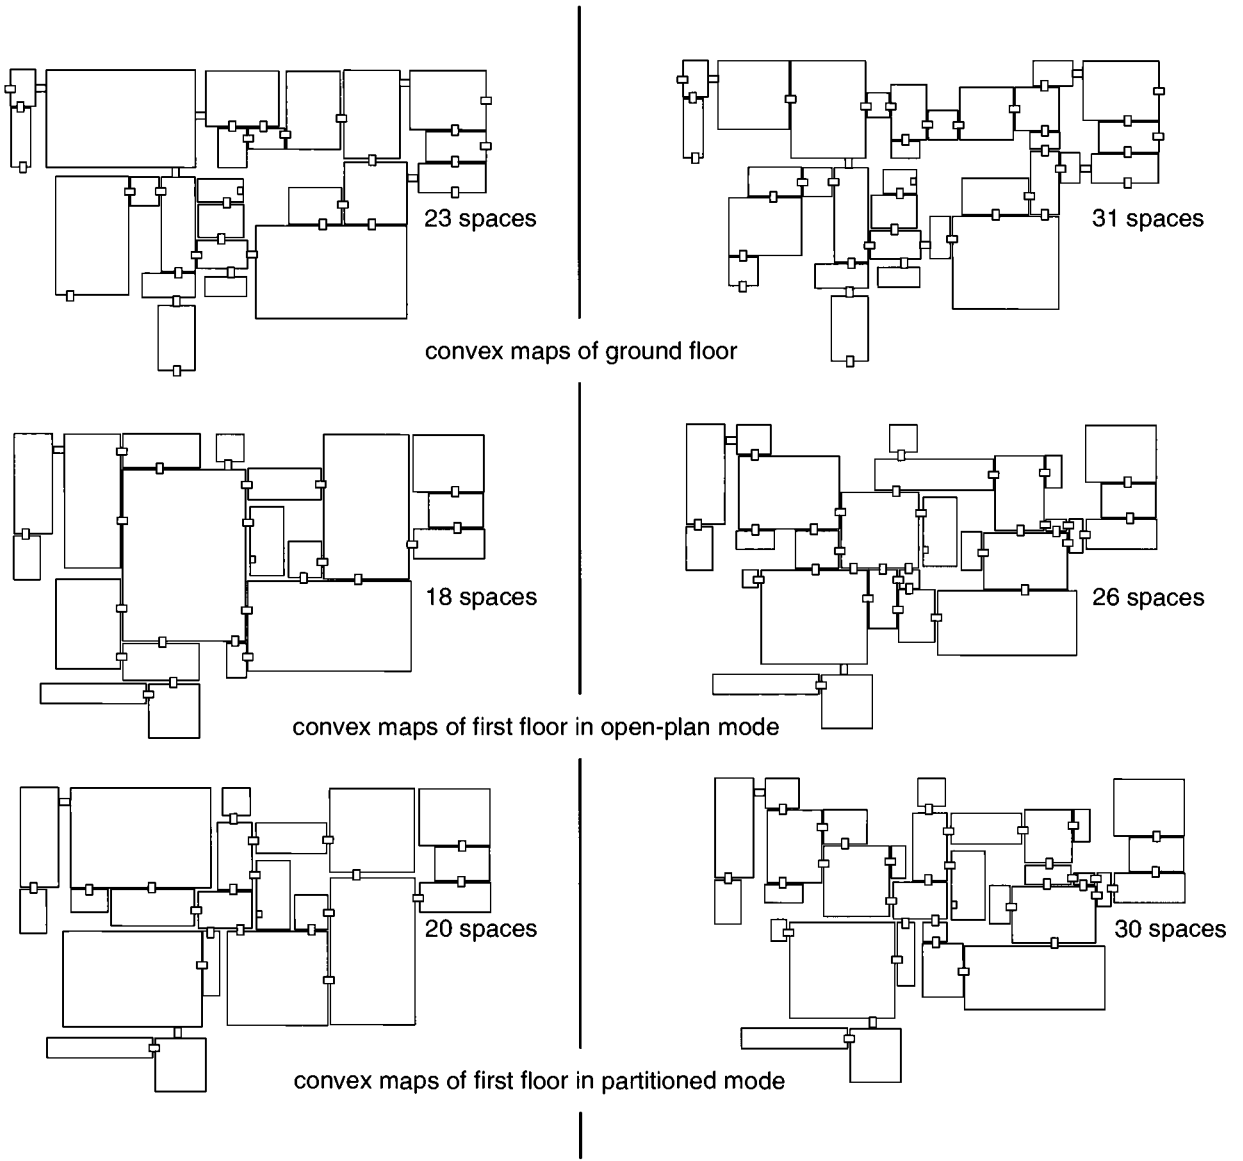 23 spaces
31 spaces
convex maps of ground floor
18 spaces
26 spaces
convex maps of first floor in open-plan mode
20 spaces
30 spaces
convex maps of first floor in partitioned mode